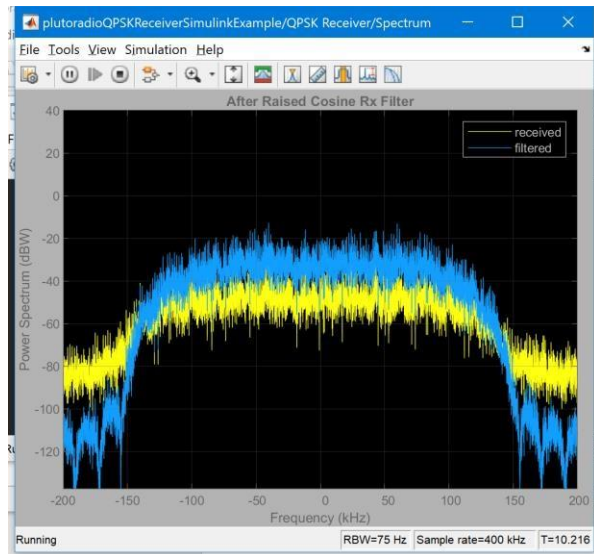 plutoradioQPSKReceiverSimulinkExample/QPSK Receiver/Spectrum
File Tools View Simulation Help
After Raised Cosine Rx Filter
received
filtered
40
20
0
-20
-40
-60
-80
-100
-120
Power Spectrum (dBW)
-200 -150 -100 -50 0 50 100 150 200
Frequency (kHz)
Running RBW=75 Hz Sample rate=400 kHz T=10.216